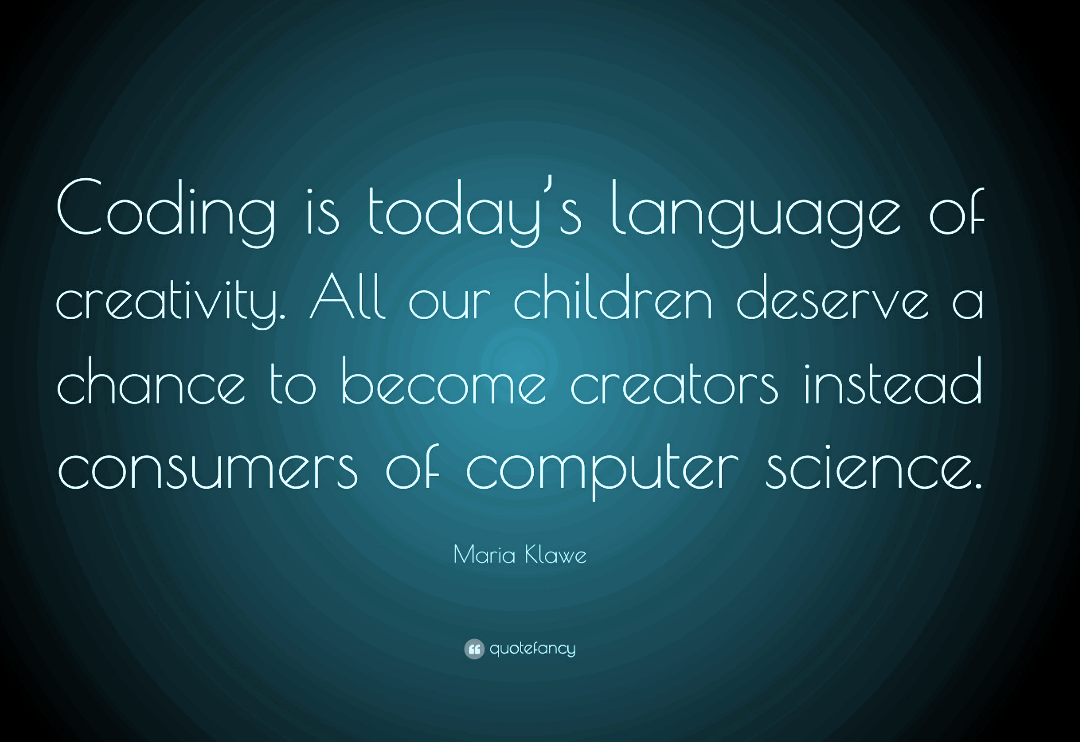 Coding is today’s language of
creativity. All our children deserve a
chance to become creators instead
consumers of computer science.
Maria Klawe
quotefancy